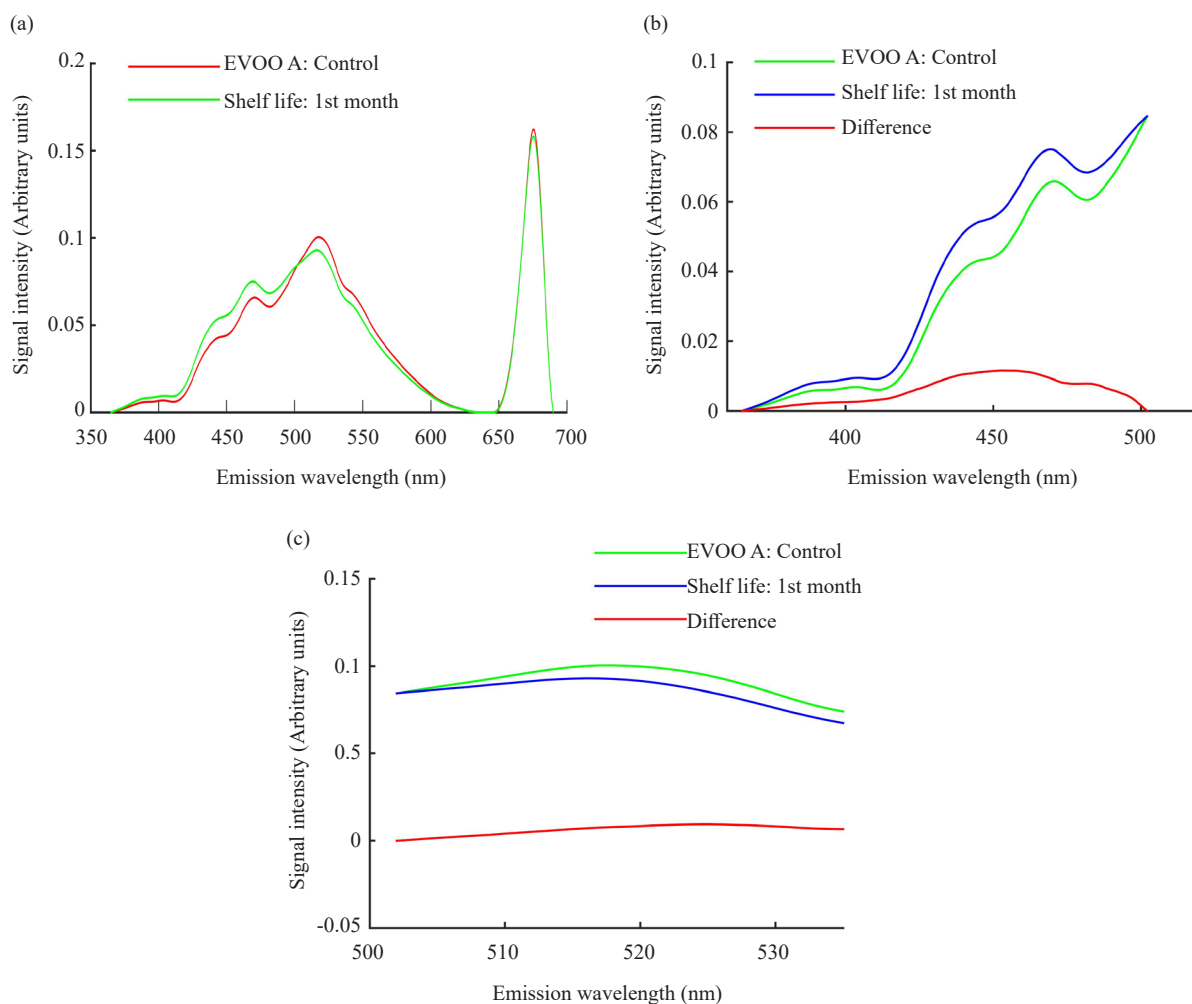 (a)
0.2
0.15
0.1
0.05
0
Signal intensity (Arbitrary units)
EVOO A: Control
Shelf life: 1st month
350 400 450 500 550 600 650 700
Emission wavelength (nm)
(b)
0.1
0.08
0.06
0.04
0.02
0
Signal intensity (Arbitrary units)
EVOO A: Control
Shelf life: 1st month
Difference
400 450 500
Emission wavelength (nm)
(c)
0.15
0.1
0.5
0
-0.05
Signal intensity (Arbitrary units)
EVOO A: Control
Shelf life: 1st month
Difference
500 510 520 530
Emission wavelength (nm)